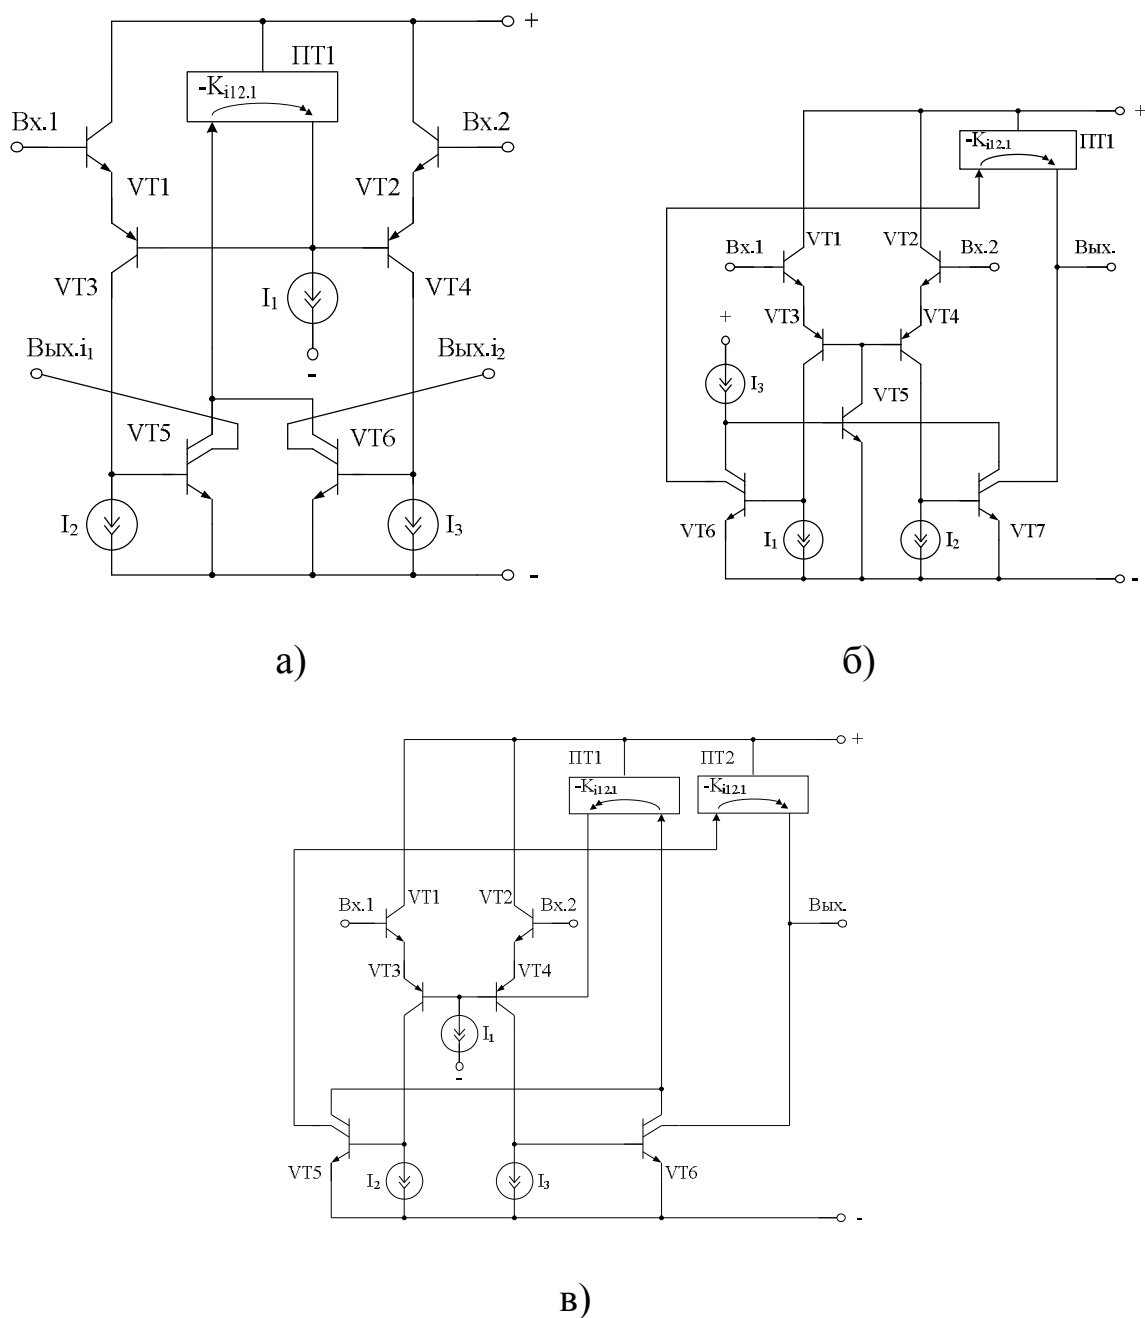 +
ПТ1
-Ki12.1
Вх.1
Вх.2
VT1
VT2
VT3
VT4
I1
-
Вых.i1
Вых.i2
VT5
VT6
I2
I3
-
а)
+
-Ki12.1
ПТ1
Вх.1
VT1
VT2
Вх.2
Вых.
VT3
VT4
+
I3
VT5
VT6
I1
I2
VT7
-
б)
+
ПТ1
ПТ2
-Ki12.1
-Ki12.1
Вх.1
VT1
VT2
Вх.2
Вых.
VT3
VT4
I1
-
VT5
I2
I3
VT6
-
в)